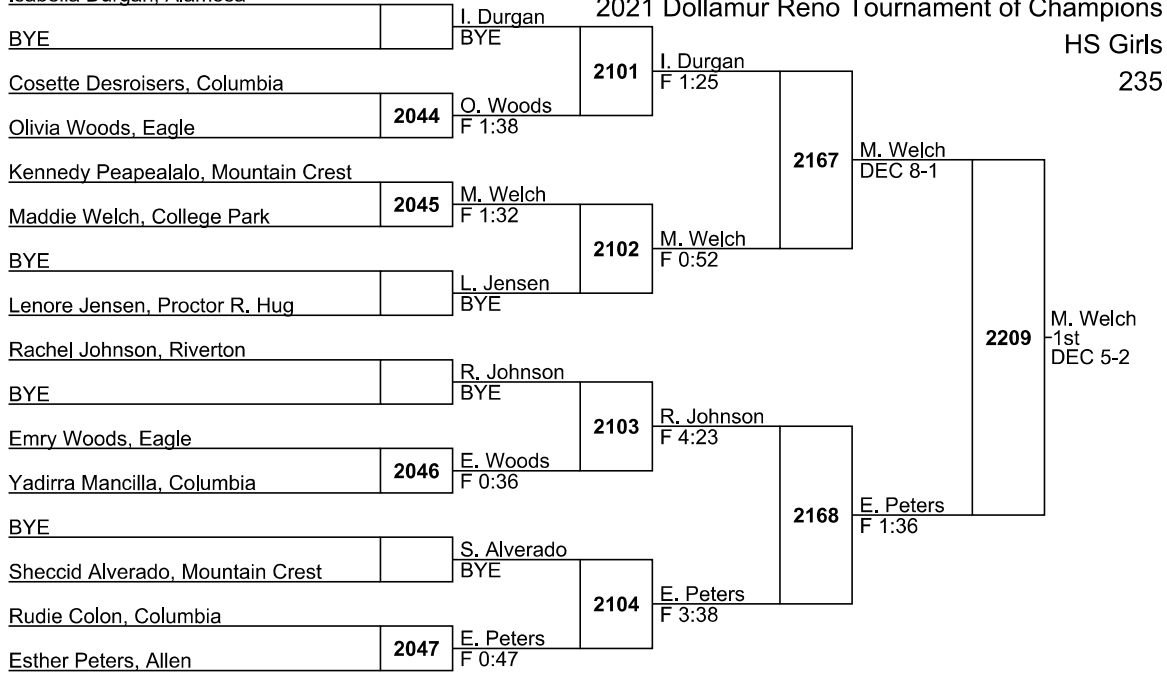 Isabella Durgan, Alamosa
BYE
Cosette Desroisers, Columbia
Olivia Woods, Eagle
Kennedy Peapealalo, Mountain Crest
Maddie Welch, College Park
BYE
Lenore Jensen, Proctor R. Hug
Rachel Johnson, Riverton
BYE
Emry Woods, Eagle
Yadirra Mancilla, Columbia
BYE
Sheccid Alverado, Mountain Crest
Rudie Colon, Columbia
Esther Peters, Allen
2044
2045
2046
2047
I. Durgan
BYE
O. Woods
F 1:38
M. Welch
F 1:32
L. Jensen
BYE
R. Johnson
BYE
E. Woods
F 0:36
S. Alverado
BYE
E. Peters
F 0:47
2101
2102
2103
2104
I. Durgan
F 1:25
M. Welch
F 0:52
R. Johnson
F 4:23
E. Peters
F 3:38
2167
2168
M. Welch
DEC 8-1
E. Peters
F 1:36
2209
M. Welch
1st
DEC 5-2
2021 Dollamur Reno Tournament of Champions
HS Girls
235